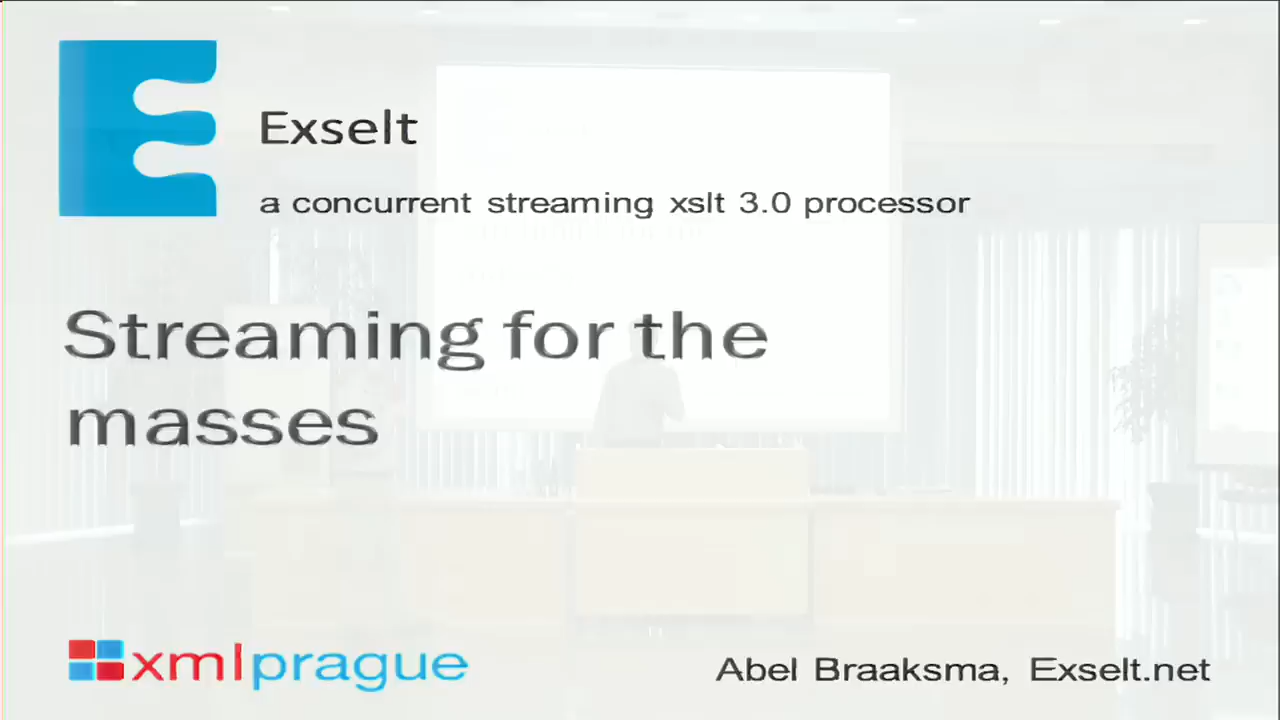 Exselt
a concurrent streaming xslt 3.0 processor
Streaming for the
masses
xmlprague
Abel Braaksma, Exselt.net